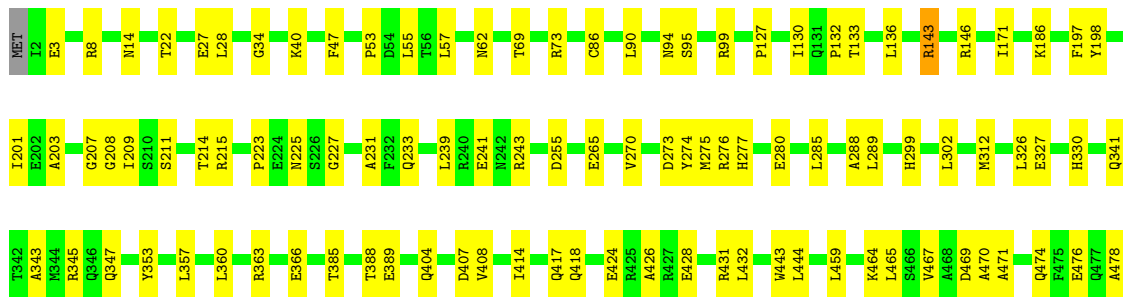 MET I2 E3 R8 N14 T22 E27 L28 G34 K40 F47 P53 D54 L55 T56 L57 N62 T69 R73 C86 L90 N94 S95 R99 P127 I130 Q131 P132 T133 L136 R143 R146 I171 K186 F197 Y198
I201 E202 A203 G207 G208 I209 S210 S211 T214 R215 P223 E224 N225 S226 G227 A231 F232 Q233 L239 R240 E241 N242 R243 D255 E265 V270 D273 Y274 M275 R276 H277 E280 L285 A288 L289 H299 L302 M312 L326 E327 H330 Q341
T342 A343 M344 R345 Q346 Q347 Y353 L357 L360 R363 E366 T385 T388 E389 Q404 D407 V408 I414 Q417 Q418 E424 R425 A426 R427 E428 R431 L432 W443 L444 L459 K464 L465 S466 V467 A468 D469 A470 A471 Q474 F475 E476 Q477 A478